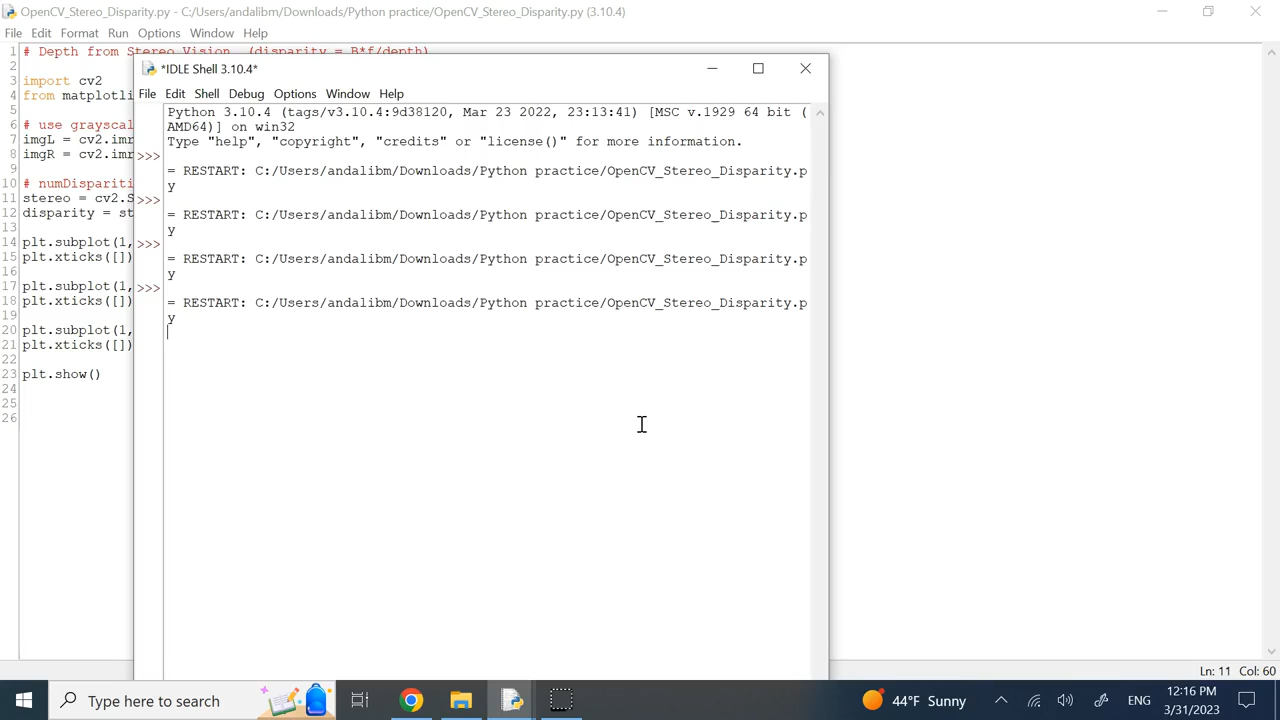 OpenCV_Stereo_Disparity.py - C:/Users/andalibm/Downloads/Python practice/OpenCV_Stereo_Disparity.py (3.10.4)
File Edit Format Run Options Window Help
1 # Depth from Stereo Vision (disparity = B*f/depth)
2
3 import cv2
4 from matplotli
5
6 # use grayscal
7 imgL = cv2.imr
8 imgR = cv2.imr
9
10 # numDispariti
11 stereo = cv2.S
12 disparity = st
13
14 plt.subplot(1,
15 plt.xticks([])
16
17 plt.subplot(1,
18 plt.xticks([])
19
20 plt.subplot(1,
21 plt.xticks([])
22
23 plt.show()
24
25
26
*IDLE Shell 3.10.4*
File Edit Shell Debug Options Window Help
Python 3.10.4 (tags/v3.10.4:9d38120, Mar 23 2022, 23:13:41) [MSC v.1929 64 bit (
AMD64)] on win32
Type "help", "copyright", "credits" or "license()" for more information.
>>>
= RESTART: C:/Users/andalibm/Downloads/Python practice/OpenCV_Stereo_Disparity.p
y
>>>
= RESTART: C:/Users/andalibm/Downloads/Python practice/OpenCV_Stereo_Disparity.p
y
>>>
= RESTART: C:/Users/andalibm/Downloads/Python practice/OpenCV_Stereo_Disparity.p
y
>>>
= RESTART: C:/Users/andalibm/Downloads/Python practice/OpenCV_Stereo_Disparity.p
y
Ln: 11 Col: 60
Type here to search
44°F Sunny
ENG
12:16 PM
3/31/2023